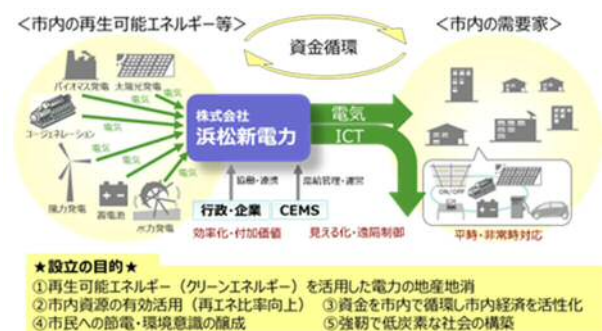 ＜市内の再生可能エネルギー等＞
＜市内の需要家＞
資金循環
バイオマス発電
太陽光発電
電気
電気
コージェネレーション
電気
電気
電気
電気
風力発電
蓄電池
水力発電
株式会社
浜松新電力
電気
ICT
協働・連携
需給管理・運営
行政・企業
CEMS
効率化・付加価値
見える化・遠隔制御
ON/OFF
平時・非常時対応
★設立の目的★
①再生可能エネルギー（クリーンエネルギー）を活用した電力の地産地消
②市内資源の有効活用（再エネ比率向上） ③資金を市内で循環し市内経済を活性化
④市民への節電・環境意識の醸成 ⑤強靭で低炭素な社会の構築